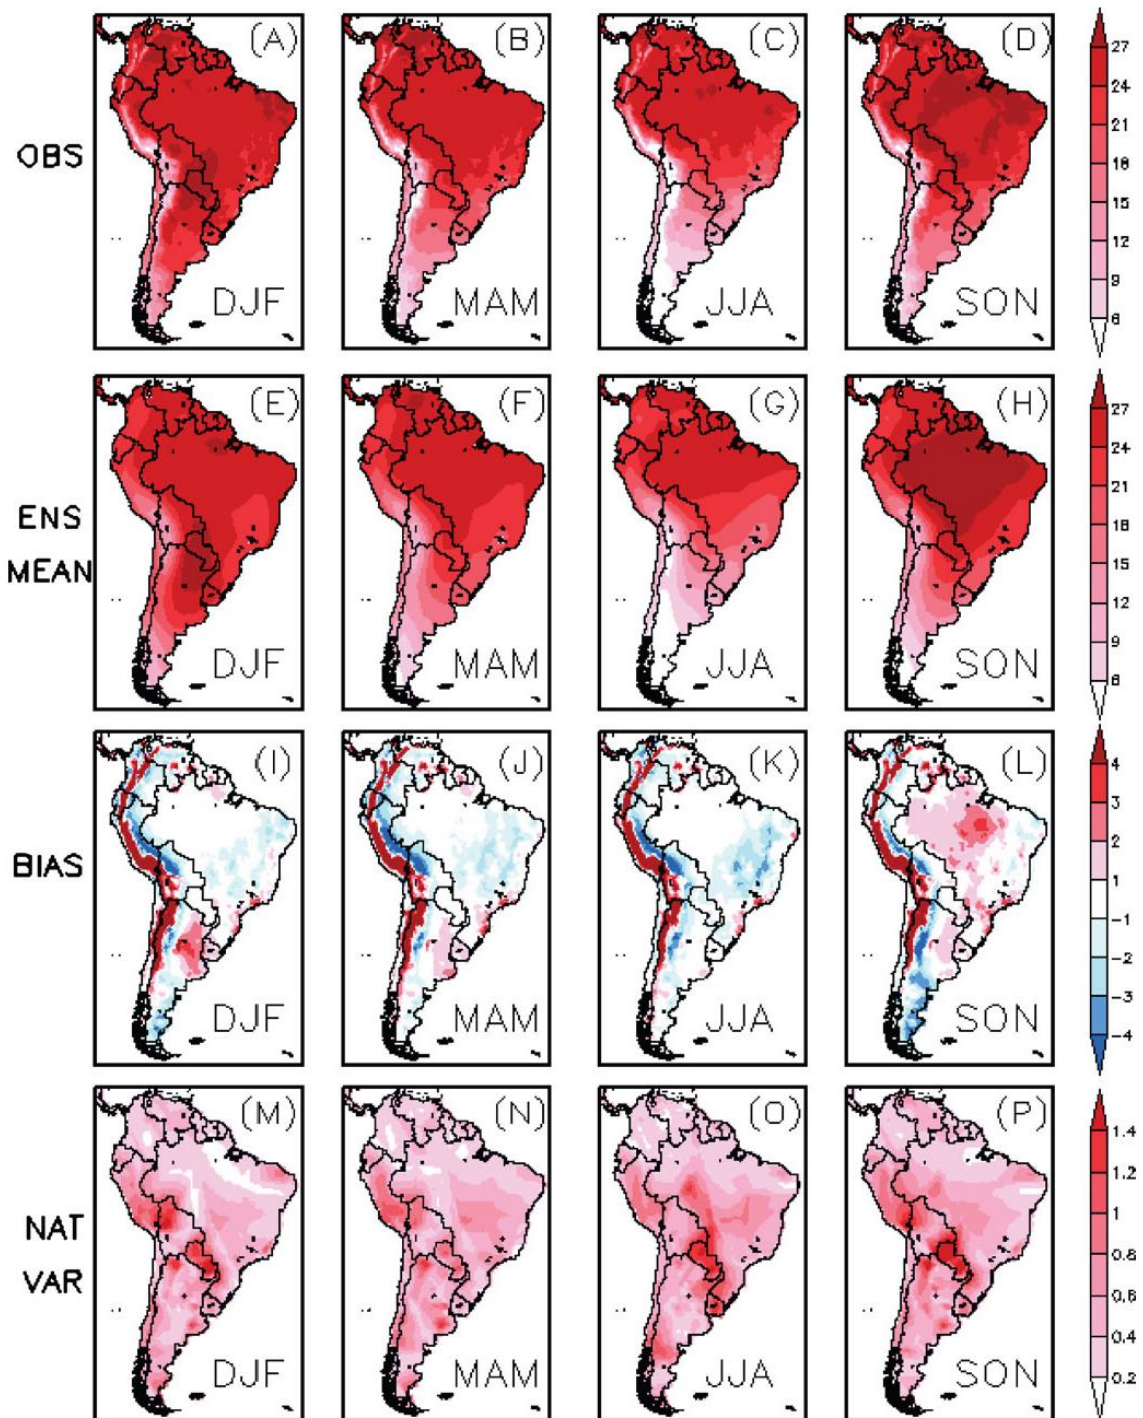 (A) (B) (C) (D)
OBS
DJF MAM JJA SON
27
24
21
18
15
12
9
6
(E) (F) (G) (H)
ENS
MEAN
DJF MAM JJA SON
27
24
21
18
15
12
9
6
(I) (J) (K) (L)
BIAS
DJF MAM JJA SON
4
3
2
1
-1
-2
-3
-4
(M) (N) (O) (P)
NAT
VAR
DJF MAM JJA SON
1.4
1.2
1
0.8
0.6
0.4
0.2